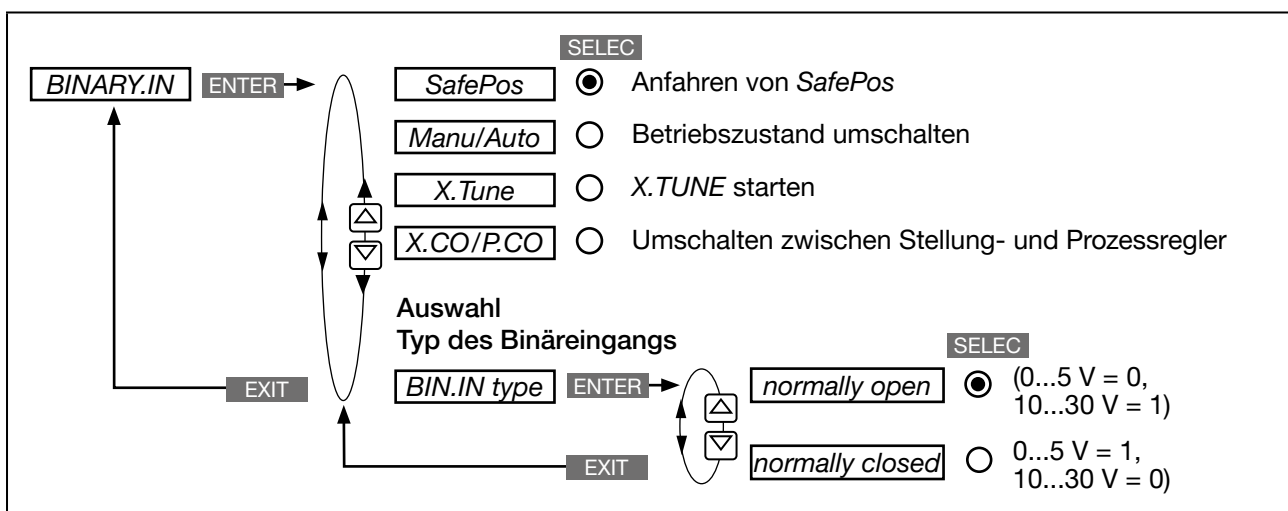 SELEC
BINARY.IN ENTER SafePos Anfahren von SafePos
Manu/Auto Betriebszustand umschalten
X.Tune X.TUNE starten
X.CO/P.CO Umschalten zwischen Stellung- und Prozessregler
Auswahl
Typ des Binäreingangs
SELEC
EXIT BIN.IN type ENTER normally open (0...5 V = 0,
10...30 V = 1)
EXIT normally closed 0...5 V = 1,
10...30 V = 0)